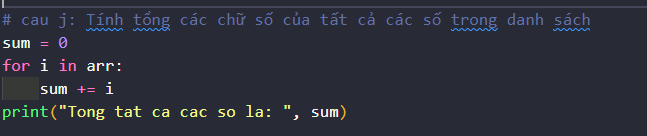 # cau j: Tính tổng các chữ số của tất cả các số trong danh sách
sum = 0
for i in arr:
    sum += i
print("Tong tat ca cac so la: ", sum)